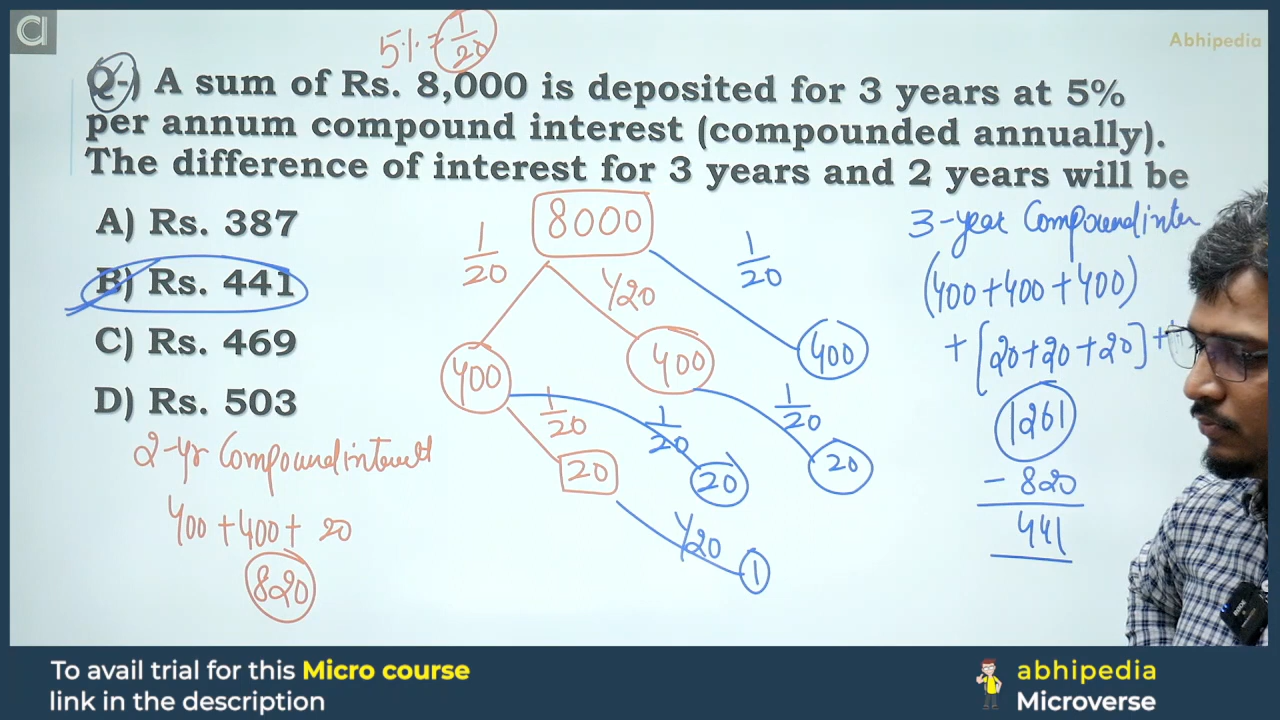 Abhipedia
5% = 1/20
Q-) A sum of Rs. 8,000 is deposited for 3 years at 5%
per annum compound interest (compounded annually).
The difference of interest for 3 years and 2 years will be
A) Rs. 387
B) Rs. 441
C) Rs. 469
D) Rs. 503
2-yr Compound interest
400 + 400 + 20
820
8000
1/20
1/20
1/20
400
400
400
1/20
1/20
1/20
20
20
20
1/20
1
3-year Compound inter
(400 + 400 + 400)
+ [20 + 20 + 20] +
1261
- 820
441
To avail trial for this Micro course
link in the description
abhipedia
Microverse